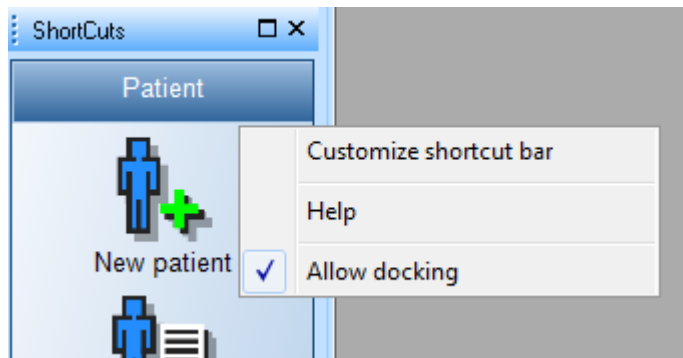 ShortCuts
Patient
Customize shortcut bar
Help
New patient
Allow docking